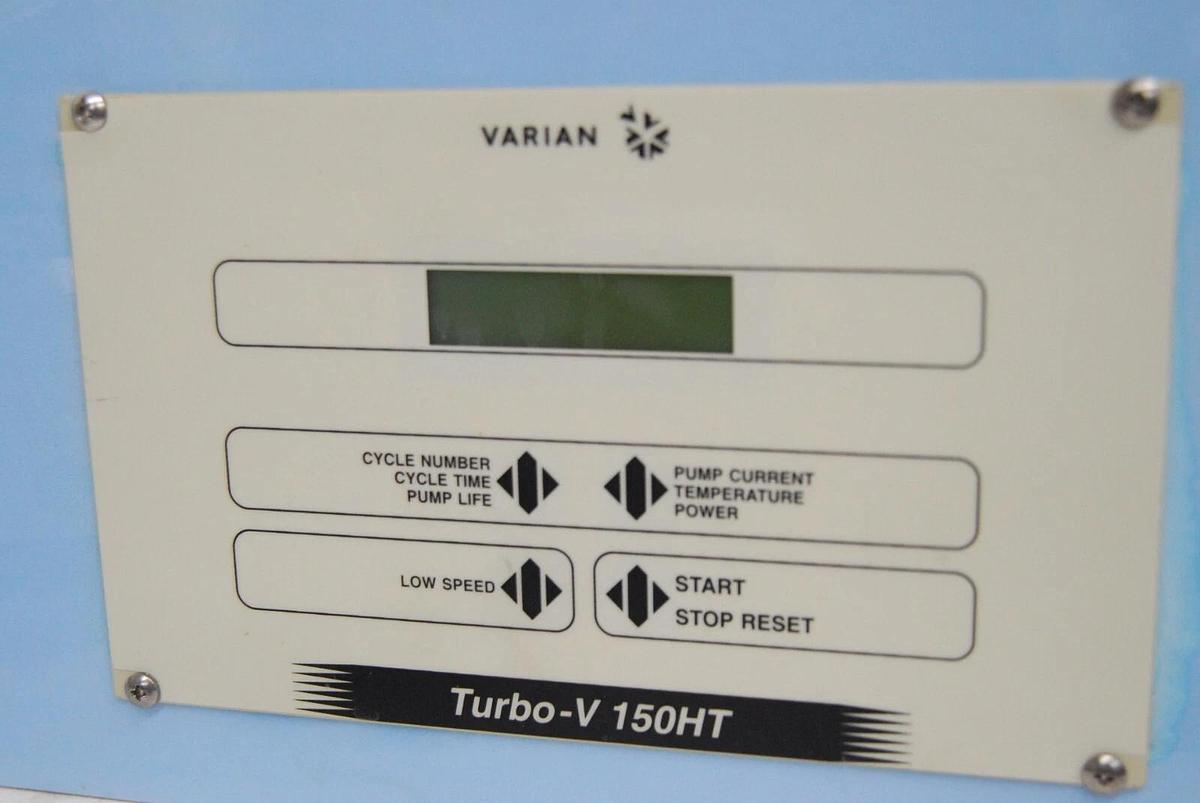 VARIAN
CYCLE NUMBER
CYCLE TIME
PUMP LIFE
PUMP CURRENT
TEMPERATURE
POWER
LOW SPEED
START
STOP RESET
Turbo-V 150HT